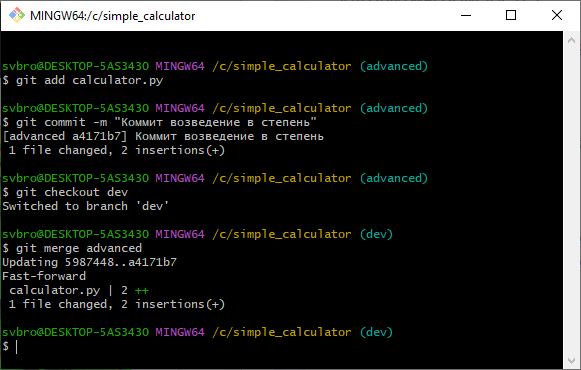 MINGW64:/c/simple_calculator
svbro@DESKTOP-5AS3430 MINGW64 /c/simple_calculator (advanced)
$ git add calculator.py
svbro@DESKTOP-5AS3430 MINGW64 /c/simple_calculator (advanced)
$ git commit -m "Коммит возведение в степень"
[advanced a4171b7] Коммит возведение в степень
 1 file changed, 2 insertions(+)
svbro@DESKTOP-5AS3430 MINGW64 /c/simple_calculator (advanced)
$ git checkout dev
Switched to branch 'dev'
svbro@DESKTOP-5AS3430 MINGW64 /c/simple_calculator (dev)
$ git merge advanced
Updating 5987448..a4171b7
Fast-forward
 calculator.py | 2 ++
 1 file changed, 2 insertions(+)
svbro@DESKTOP-5AS3430 MINGW64 /c/simple_calculator (dev)
$